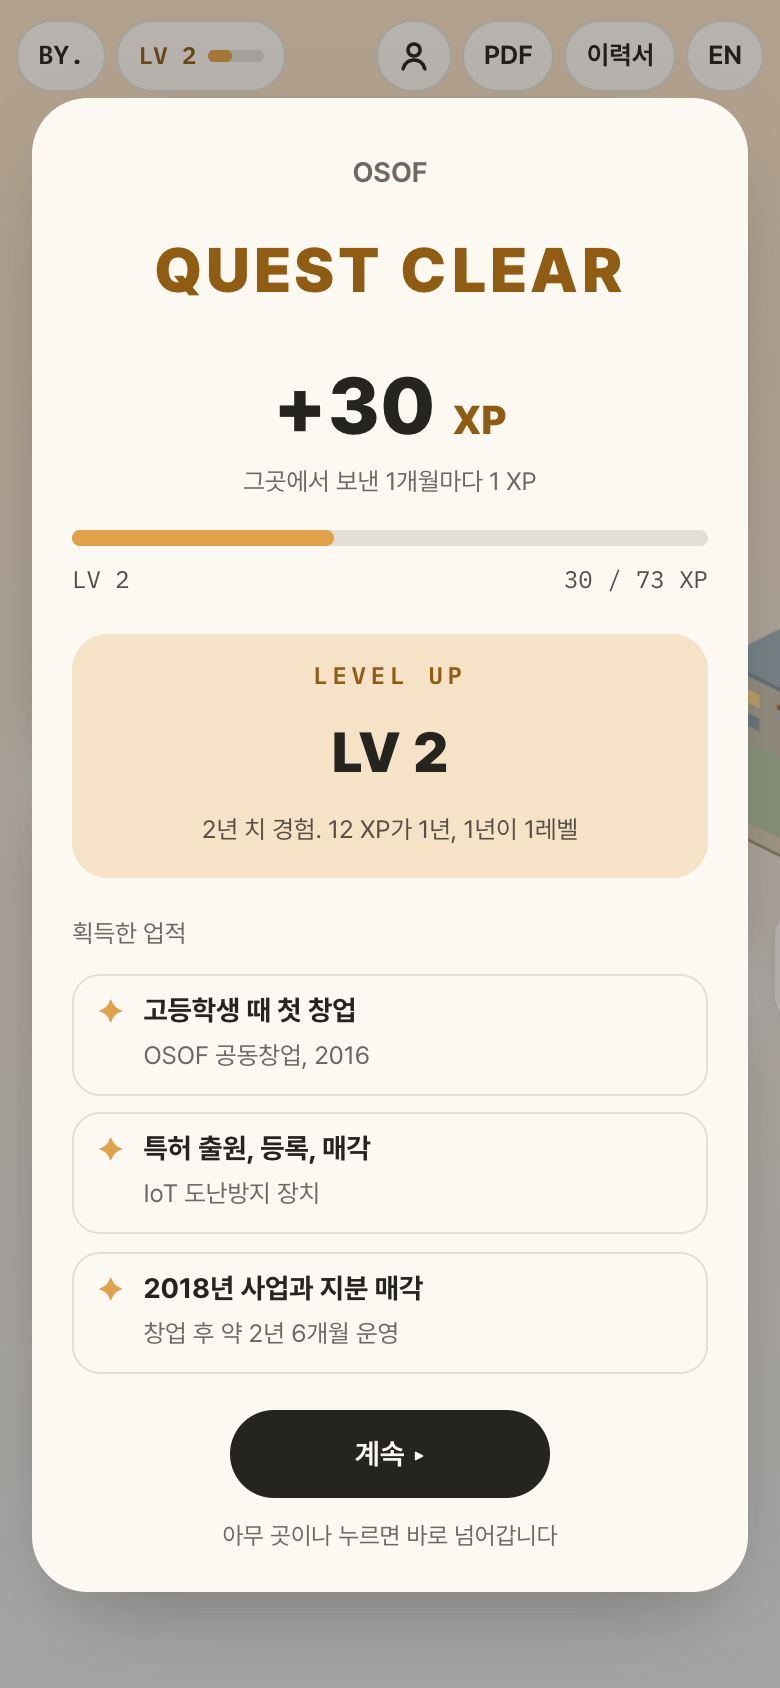 BY.
LV 2
PDF
이력서
EN
OSOF
QUEST CLEAR
+30 XP
그곳에서 보낸 1개월마다 1 XP
LV 2
30 / 73 XP
LEVEL UP
LV 2
2년 치 경험. 12 XP가 1년, 1년이 1레벨
획득한 업적
고등학생 때 첫 창업
OSOF 공동창업, 2016
특허 출원, 등록, 매각
IoT 도난방지 장치
2018년 사업과 지분 매각
창업 후 약 2년 6개월 운영
계속 ▸
아무 곳이나 누르면 바로 넘어갑니다